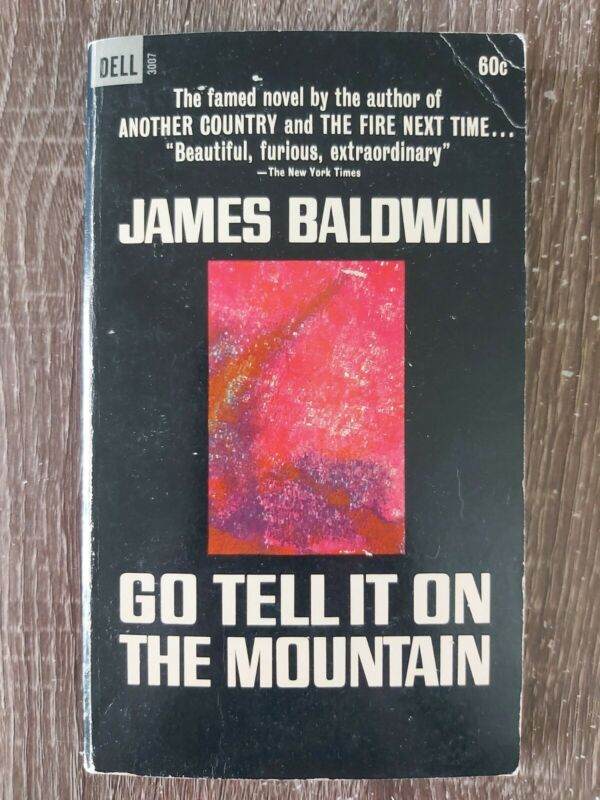 DELL
3007
60c
The famed novel by the author of
ANOTHER COUNTRY and THE FIRE NEXT TIME...
"Beautiful, furious, extraordinary"
—The New York Times
JAMES BALDWIN
GO TELL IT ON
THE MOUNTAIN